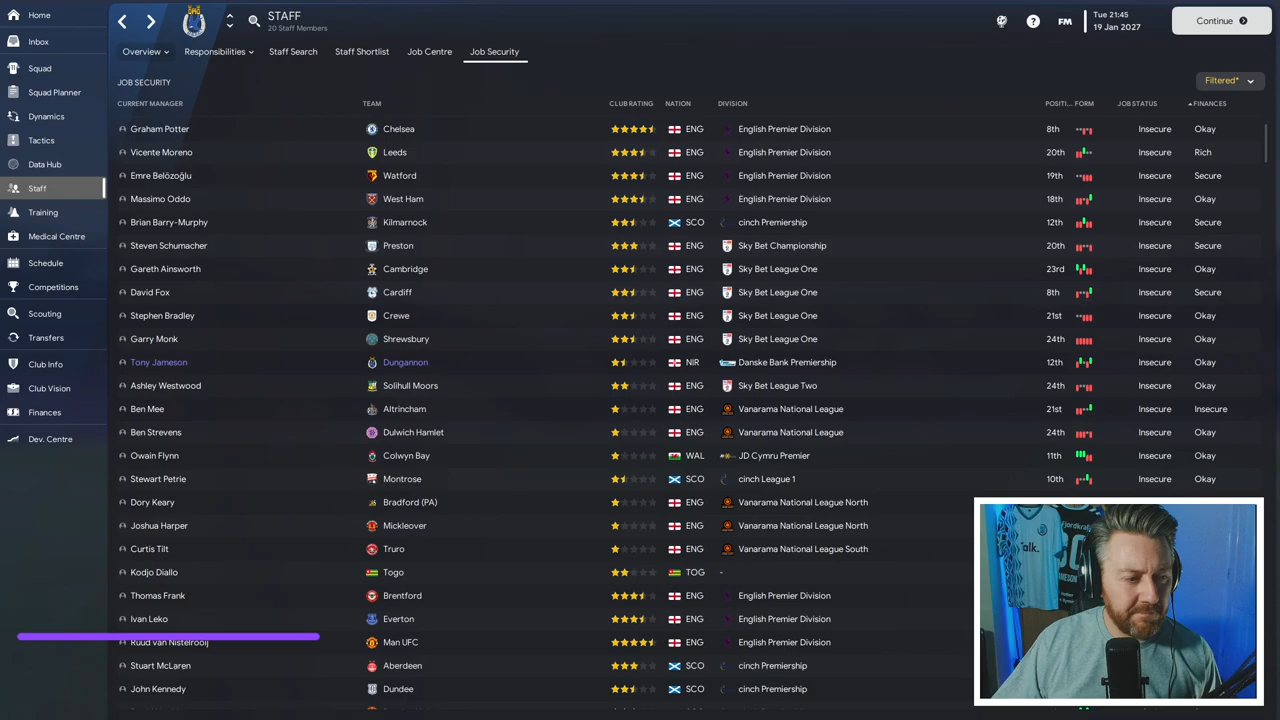 Home
Inbox
Squad
Squad Planner
Dynamics
Tactics
Data Hub
Staff
Training
Medical Centre
Schedule
Competitions
Scouting
Transfers
Club Info
Club Vision
Finances
Dev. Centre
STAFF
20 Staff Members
FM
Tue 21:45
19 Jan 2027
Continue
Overview Responsibilities Staff Search Staff Shortlist Job Centre Job Security
JOB SECURITY
Filtered*
CURRENT MANAGER TEAM CLUB RATING NATION DIVISION POSITI... FORM JOB STATUS FINANCES
Graham Potter Chelsea ENG English Premier Division 8th Insecure Okay
Vicente Moreno Leeds ENG English Premier Division 20th Insecure Rich
Emre Belözoğlu Watford ENG English Premier Division 19th Insecure Secure
Massimo Oddo West Ham ENG English Premier Division 18th Insecure Okay
Brian Barry-Murphy Kilmarnock SCO cinch Premiership 12th Insecure Secure
Steven Schumacher Preston ENG Sky Bet Championship 20th Insecure Secure
Gareth Ainsworth Cambridge ENG Sky Bet League One 23rd Insecure Okay
David Fox Cardiff ENG Sky Bet League One 8th Insecure Secure
Stephen Bradley Crewe ENG Sky Bet League One 21st Insecure Okay
Garry Monk Shrewsbury ENG Sky Bet League One 24th Insecure Okay
Tony Jameson Dungannon NIR Danske Bank Premiership 12th Insecure Okay
Ashley Westwood Solihull Moors ENG Sky Bet League Two 24th Insecure Okay
Ben Mee Altrincham ENG Vanarama National League 21st Insecure Insecure
Ben Strevens Dulwich Hamlet ENG Vanarama National League 24th Insecure Okay
Owain Flynn Colwyn Bay WAL JD Cymru Premier 11th Insecure Okay
Stewart Petrie Montrose SCO cinch League 1 10th Insecure Okay
Dory Keary Bradford (PA) ENG Vanarama National League North
Joshua Harper Mickleover ENG Vanarama National League North
Curtis Tilt Truro ENG Vanarama National League South
Kodjo Diallo Togo TOG -
Thomas Frank Brentford ENG English Premier Division
Ivan Leko Everton ENG English Premier Division
Ruud van Nistelrooij Man UFC ENG English Premier Division
Stuart McLaren Aberdeen SCO cinch Premiership
John Kennedy Dundee SCO cinch Premiership
Talk.
fjordkraft
JAMESON